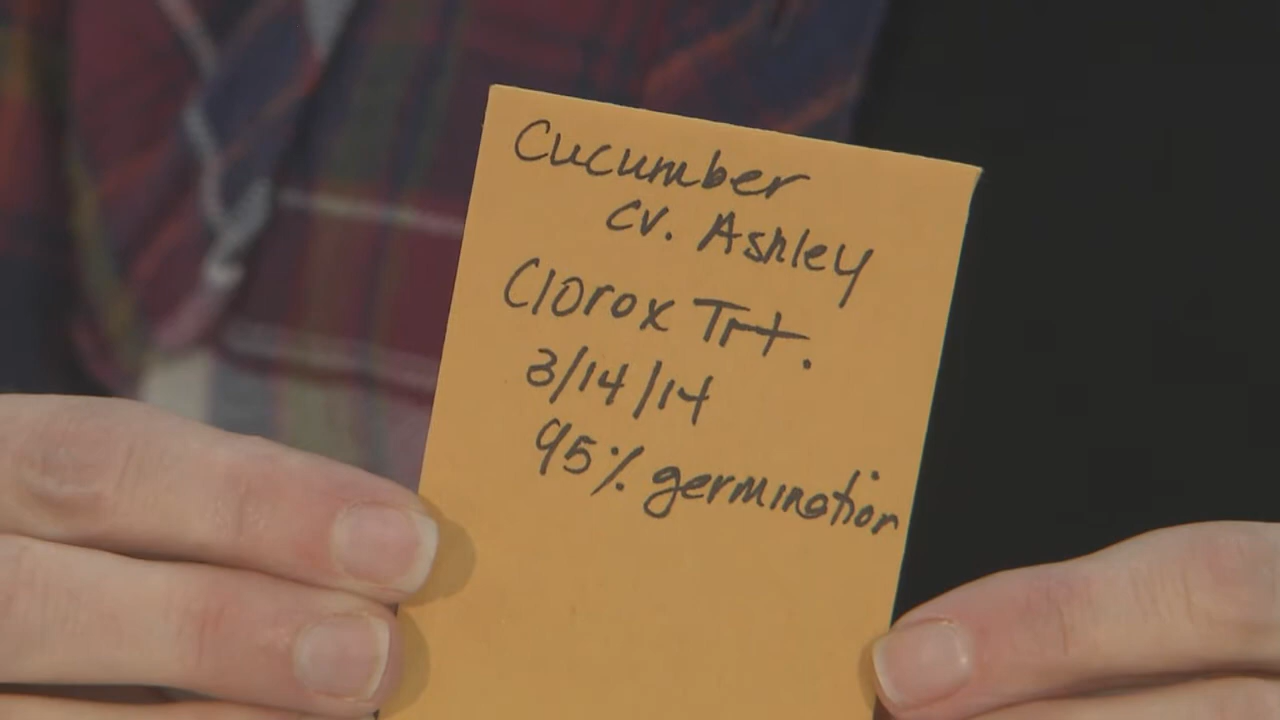 Cucumber
cv. Ashley
Clorox Trt.
3/14/14
95% germination